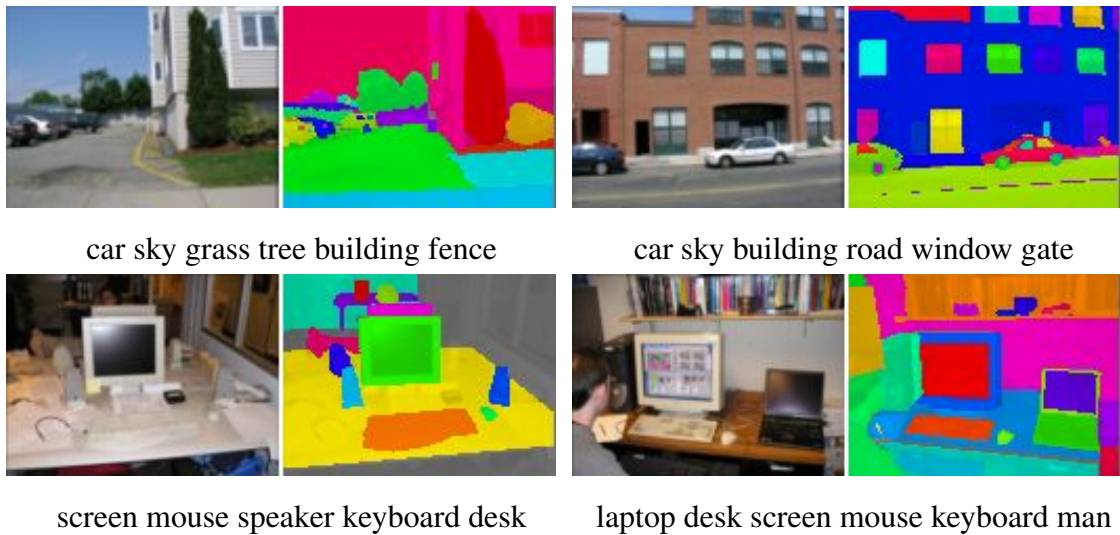 car sky grass tree building fence
car sky building road window gate
screen mouse speaker keyboard desk
laptop desk screen mouse keyboard man